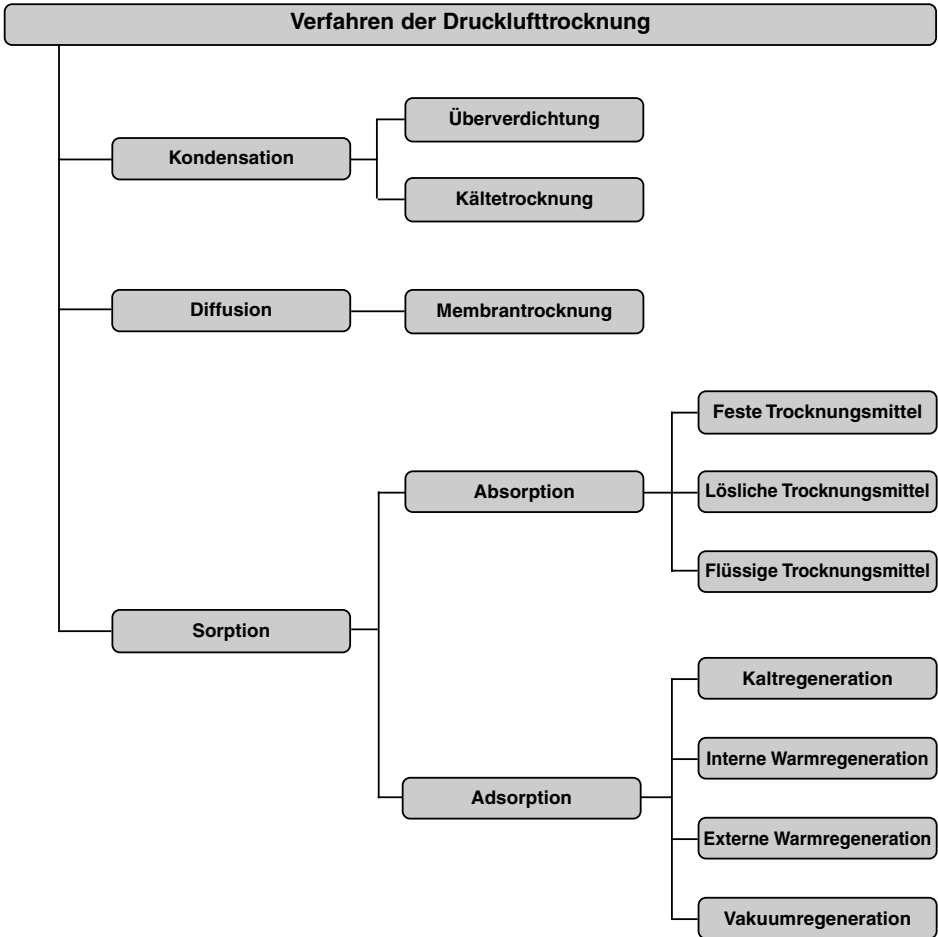 Verfahren der Drucklufttrocknung
Überverdichtung
Kondensation
Kältetrocknung
Diffusion
Membrantrocknung
Feste Trocknungsmittel
Absorption
Lösliche Trocknungsmittel
Flüssige Trocknungsmittel
Sorption
Kaltregeneration
Interne Warmregeneration
Adsorption
Externe Warmregeneration
Vakuumregeneration